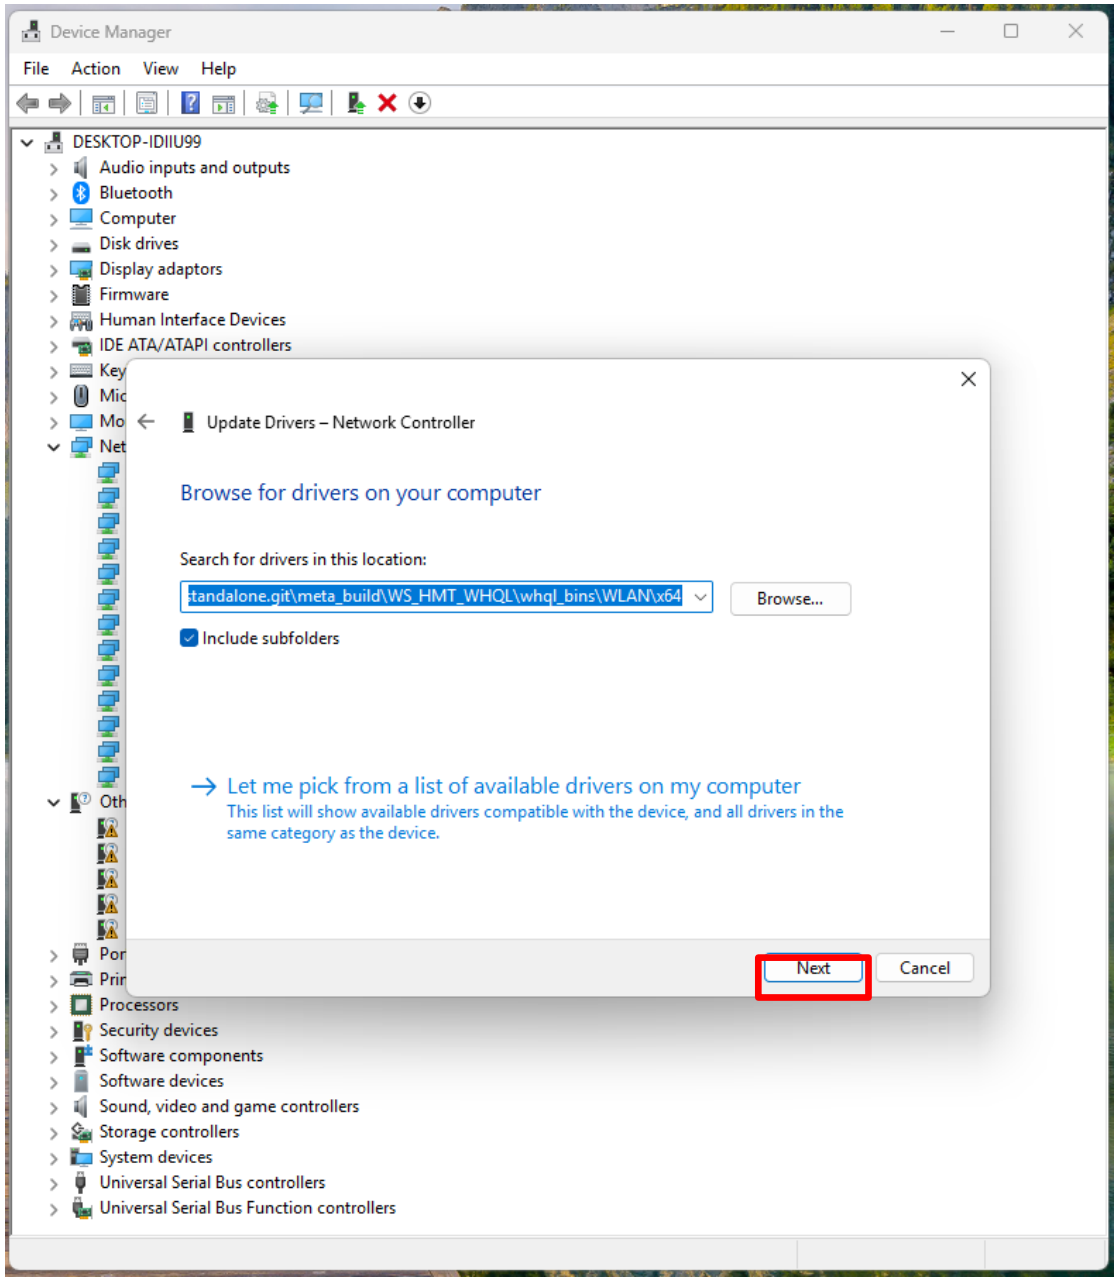 Device Manager
File Action View Help
DESKTOP-IDIIU99
Audio inputs and outputs
Bluetooth
Computer
Disk drives
Display adaptors
Firmware
Human Interface Devices
IDE ATA/ATAPI controllers
Key
Mic
Mo
Net
Update Drivers – Network Controller
Browse for drivers on your computer
Search for drivers in this location:
standalone.git\meta_build\WS_HMT_WHQL\whql_bins\WLAN\x64
Browse...
Include subfolders
Let me pick from a list of available drivers on my computer
This list will show available drivers compatible with the device, and all drivers in the
same category as the device.
Oth
Por
Prin
Next Cancel
Processors
Security devices
Software components
Software devices
Sound, video and game controllers
Storage controllers
System devices
Universal Serial Bus controllers
Universal Serial Bus Function controllers